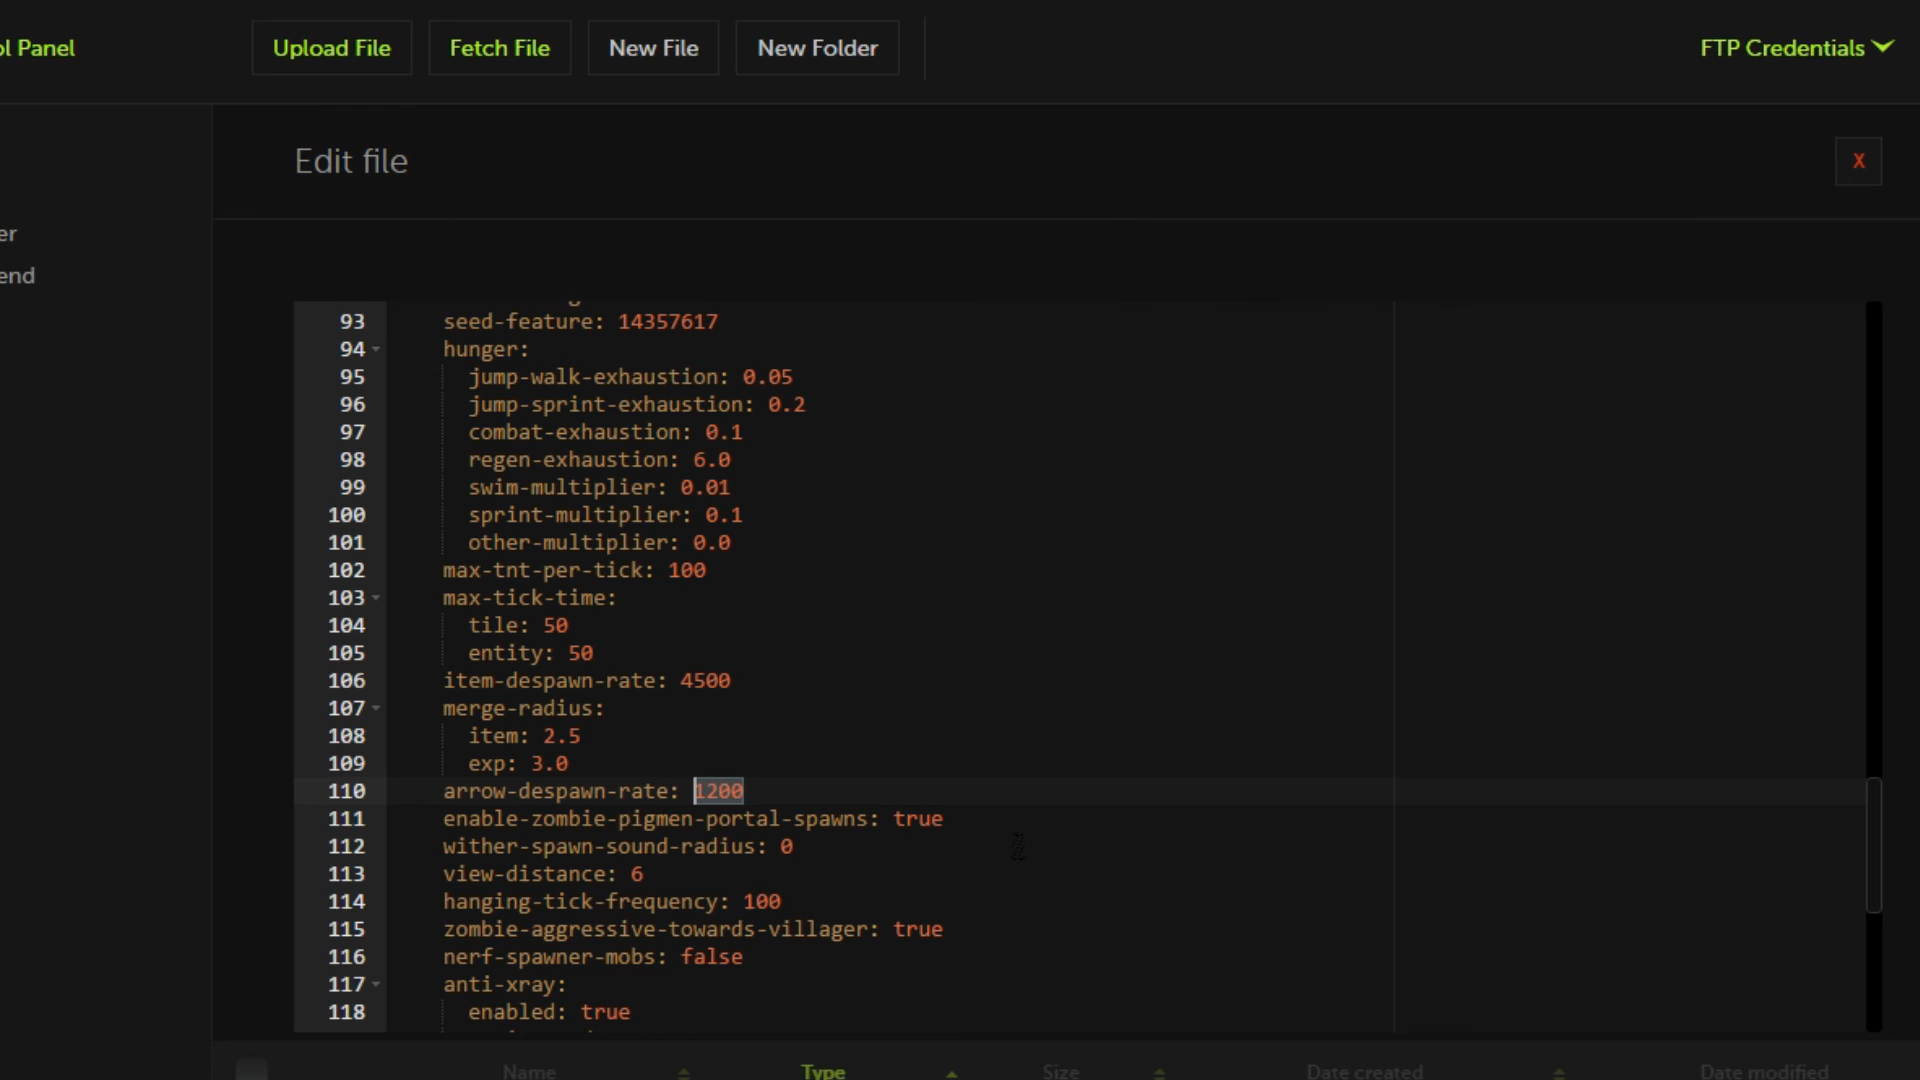 ol Panel
Upload File
Fetch File
New File
New Folder
FTP Credentials
Edit file
X
er
end
93 seed-feature: 14357617
94 hunger:
95 jump-walk-exhaustion: 0.05
96 jump-sprint-exhaustion: 0.2
97 combat-exhaustion: 0.1
98 regen-exhaustion: 6.0
99 swim-multiplier: 0.01
100 sprint-multiplier: 0.1
101 other-multiplier: 0.0
102 max-tnt-per-tick: 100
103 max-tick-time:
104 tile: 50
105 entity: 50
106 item-despawn-rate: 4500
107 merge-radius:
108 item: 2.5
109 exp: 3.0
110 arrow-despawn-rate: 1200
111 enable-zombie-pigmen-portal-spawns: true
112 wither-spawn-sound-radius: 0
113 view-distance: 6
114 hanging-tick-frequency: 100
115 zombie-aggressive-towards-villager: true
116 nerf-spawner-mobs: false
117 anti-xray:
118 enabled: true
Name
Type
Size
Date created
Date modified